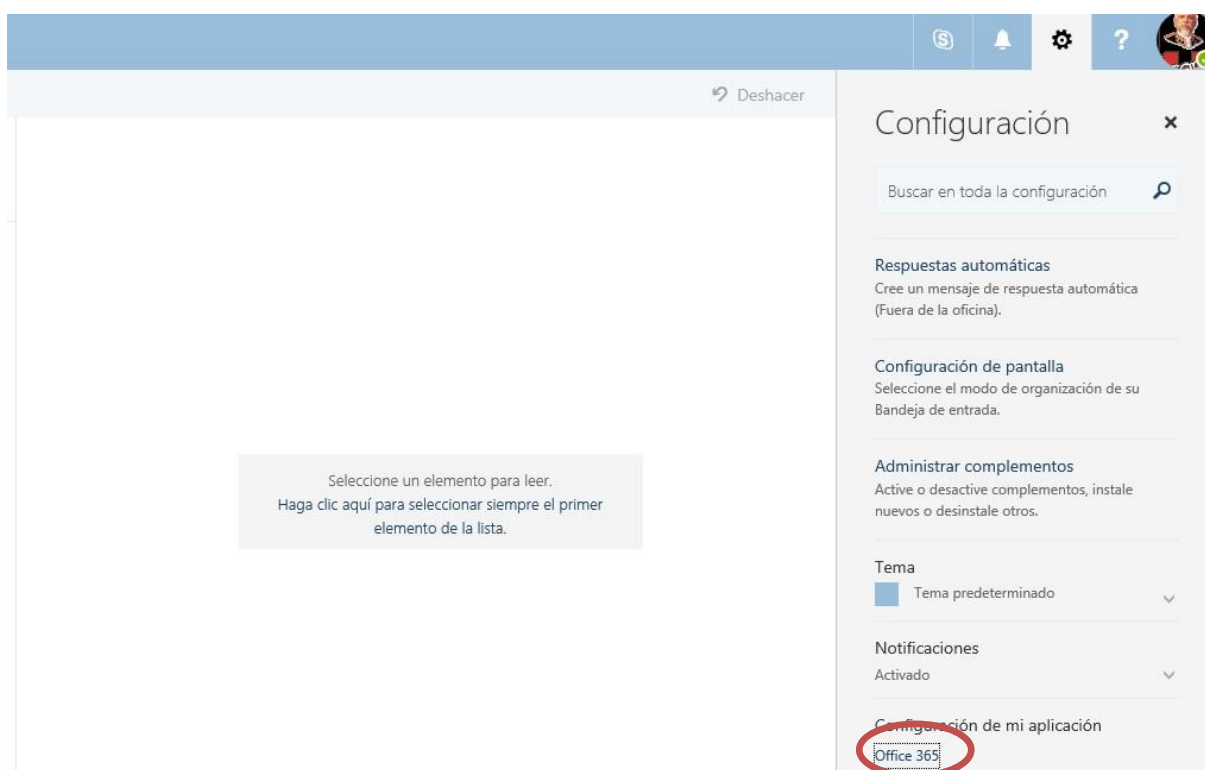 Deshacer
Configuración
Buscar en toda la configuración
Respuestas automáticas
Cree un mensaje de respuesta automática
(Fuera de la oficina).
Configuración de pantalla
Seleccione el modo de organización de su
Bandeja de entrada.
Administrar complementos
Active o desactive complementos, instale
nuevos o desinstale otros.
Tema
Tema predeterminado
Notificaciones
Activado
Configuración de mi aplicación
Office 365
Seleccione un elemento para leer.
Haga clic aquí para seleccionar siempre el primer
elemento de la lista.